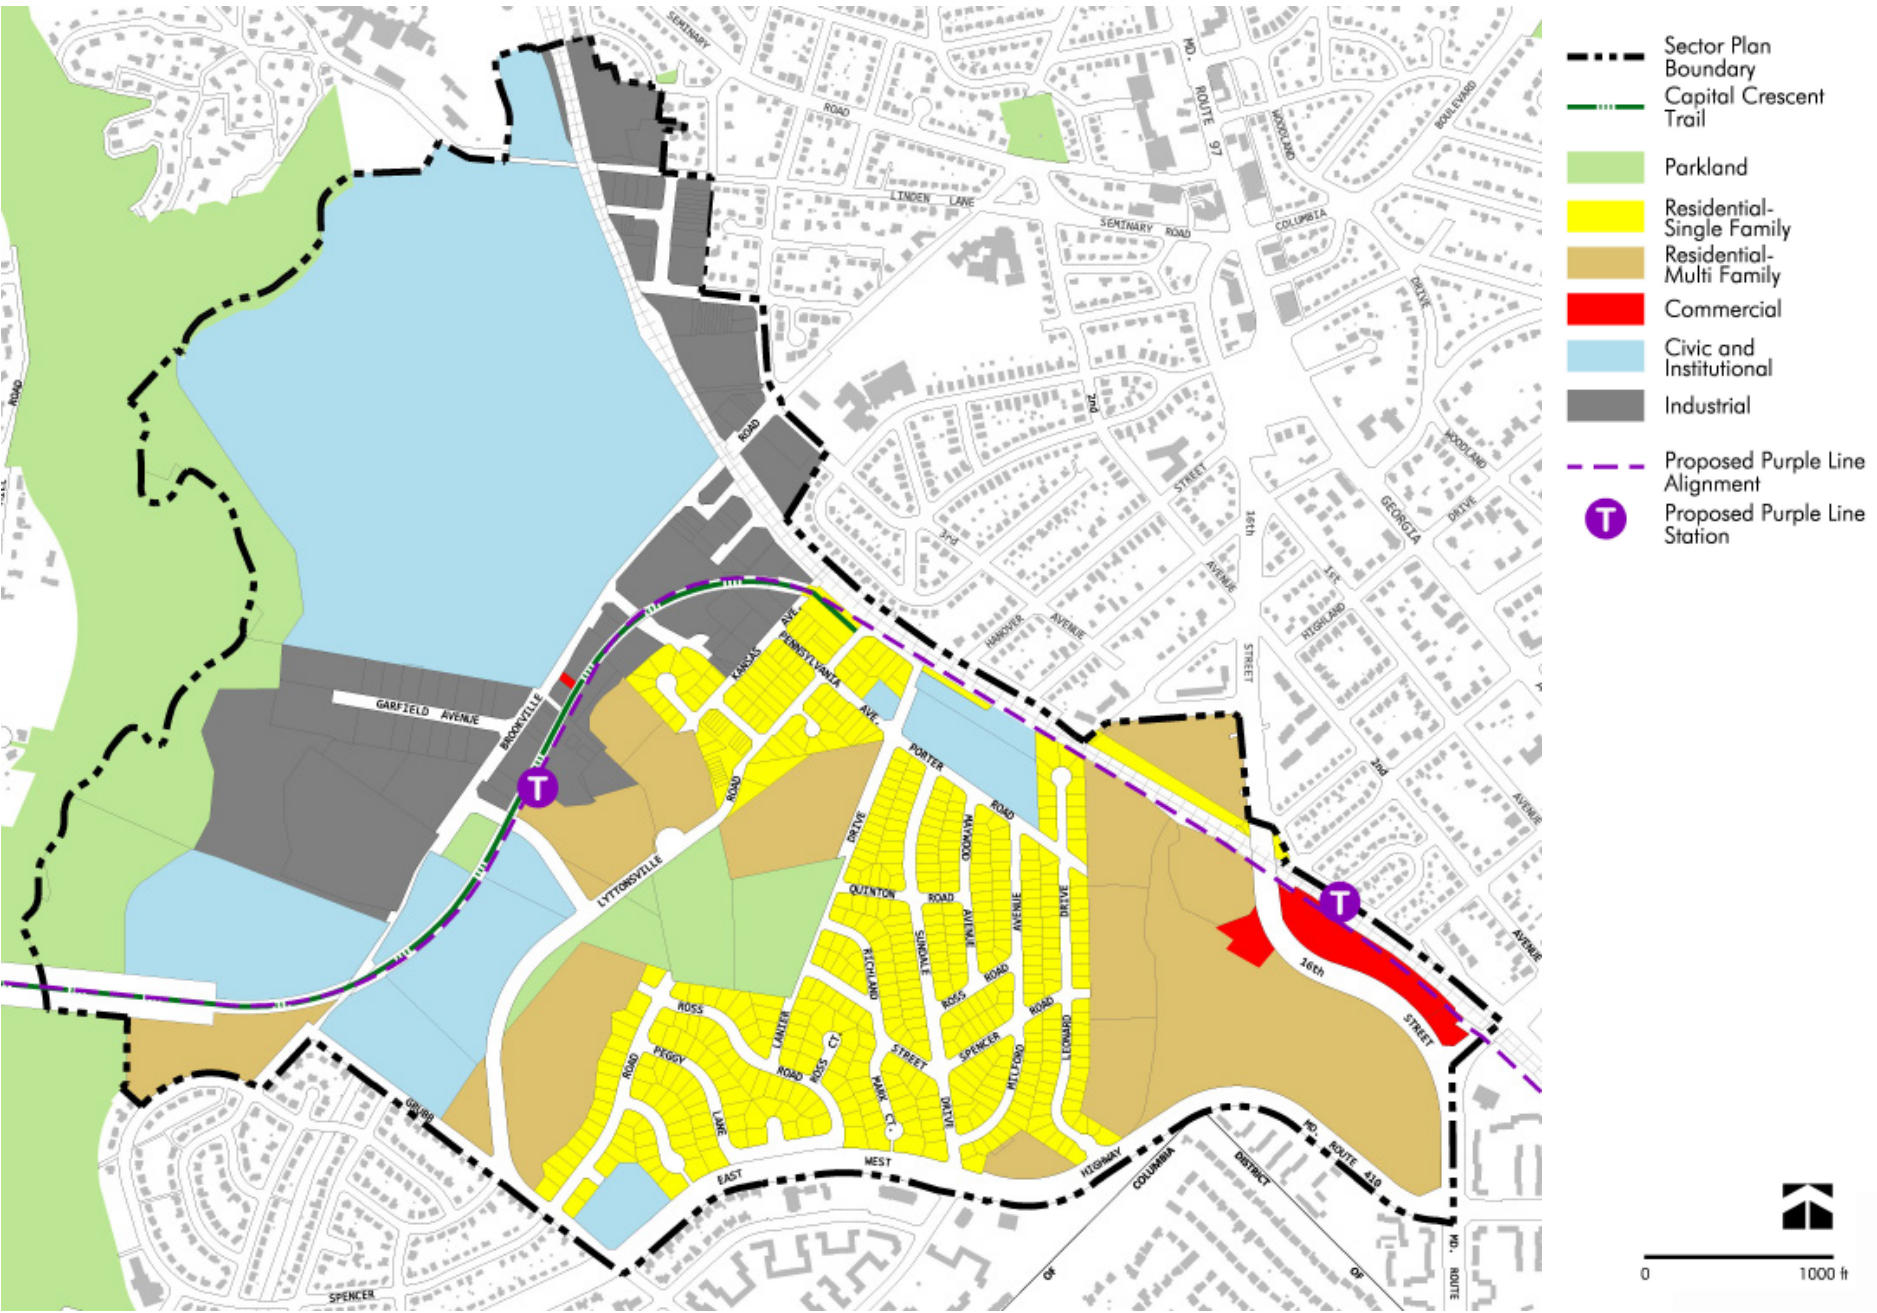 SEMINARY
ROAD
MD.
ROUTE 97
WOODLAND
BOULEVARD
LINDEN LANE
SEMINARY ROAD
COLUMBIA
DRIVE
ROAD
2nd
ROAD
STREET
WOODLAND
DRIVE
GEORGIA
16th
3rd
AVENUE
1st
HIGHLAND
HANOVER
AVENUE
STREET
AVE.
PENNSYLVANIA
KANSAS
AVE.
GARFIELD AVENUE
BROOKVILLE
T
PORTER
ROAD
ROAD
2nd
AVENUE
DRIVE
MAYWOOD
LYTTONSVILLE
QUINTON
ROAD
AVENUE
AVENUE
DRIVE
T
AVENUE
SUNDALE
RICHLAND
16th
STREET
ROSS
ROAD
ROSS
ROAD
LANIER
ROSS CT.
STREET
SPENCER
MILFORD
LEONARD
PEGGY
ROAD
ROAD
MARK CT.
DRIVE
LANE
GRUBB
EAST
WEST
HIGHWAY
MD. ROUTE 410
COLUMBIA
DISTRICT
OF
OF
MD. ROUTE
SPENCER
Sector Plan
Boundary
Capital Crescent
Trail
Parkland
Residential-
Single Family
Residential-
Multi Family
Commercial
Civic and
Institutional
Industrial
Proposed Purple Line
Alignment
T
Proposed Purple Line
Station
0
1000 ft